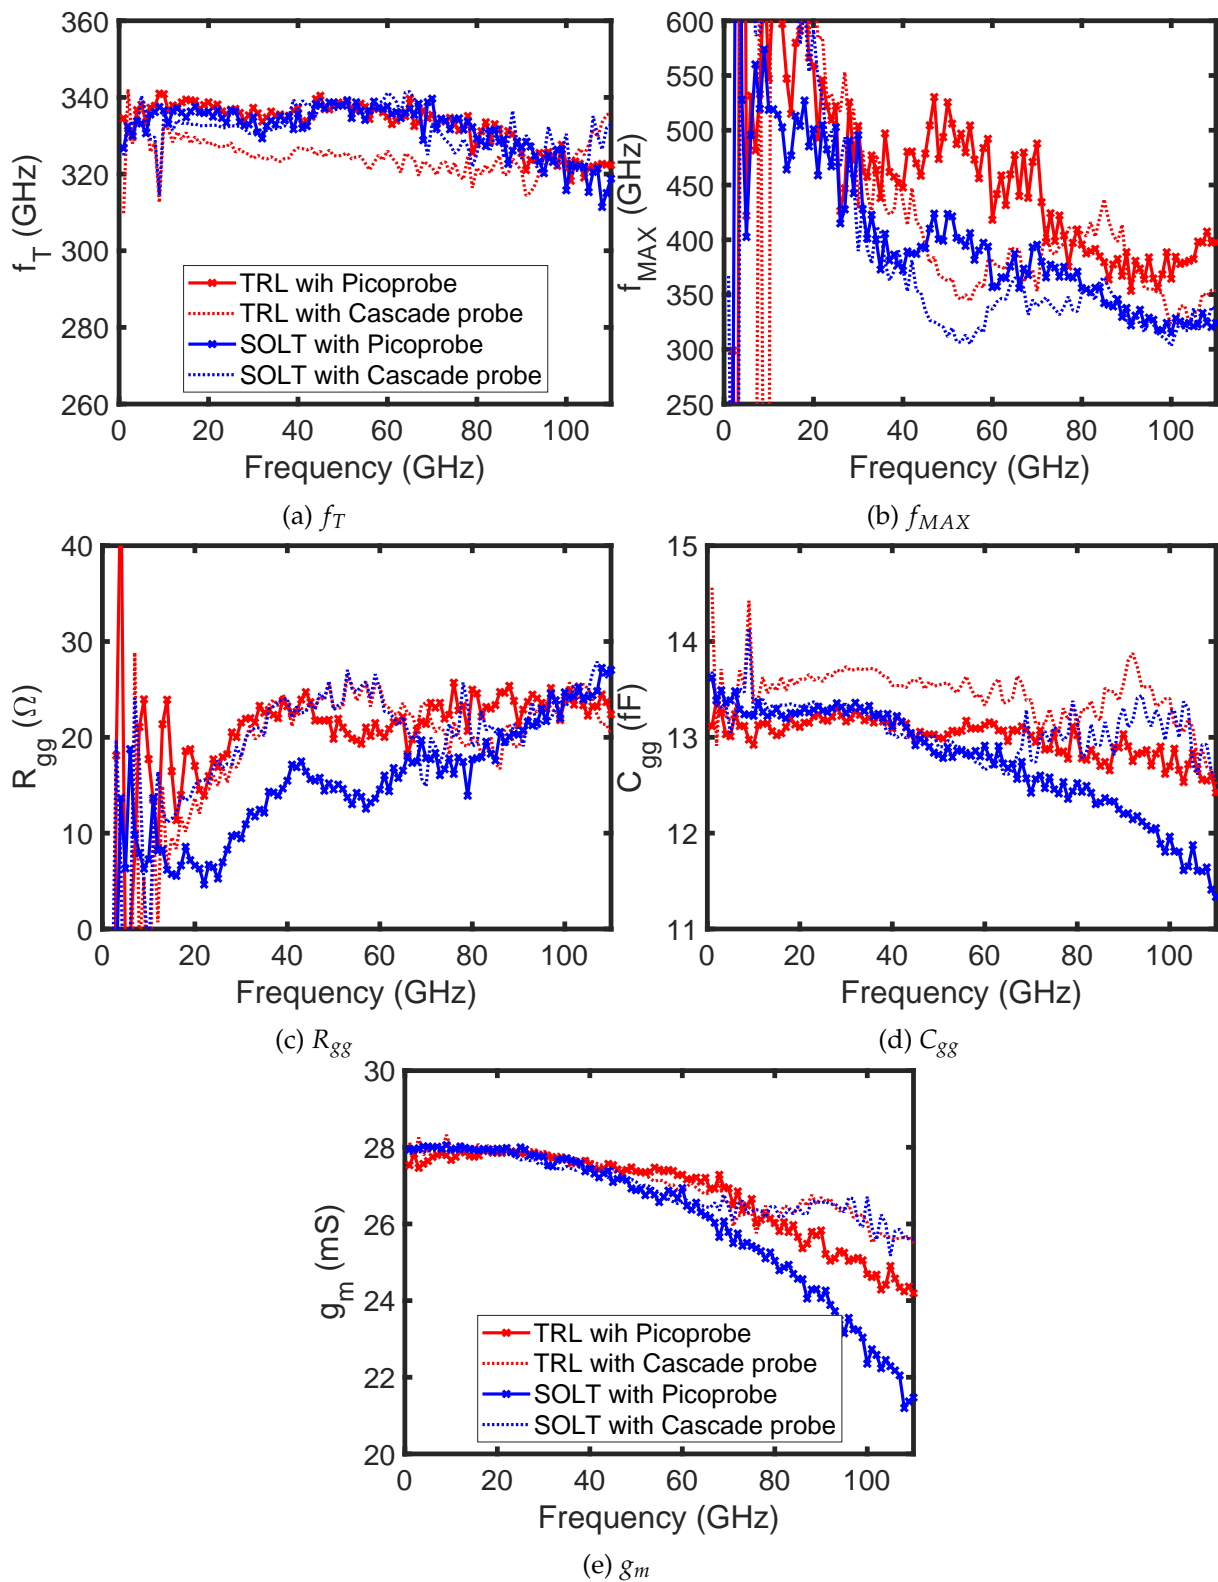 360
340
320
300
280
260
0 20 40 60 80 100
Frequency (GHz)
f_T (GHz)
TRL wih Picoprobe
TRL with Cascade probe
SOLT with Picoprobe
SOLT with Cascade probe
(a) f_T
600
550
500
450
400
350
300
250
0 20 40 60 80 100
Frequency (GHz)
f_MAX (GHz)
(b) f_MAX
40
30
20
10
0
0 20 40 60 80 100
Frequency (GHz)
R_gg (Ω)
(c) R_gg
15
14
13
12
11
0 20 40 60 80 100
Frequency (GHz)
C_gg (fF)
(d) C_gg
30
28
26
24
22
20
0 20 40 60 80 100
Frequency (GHz)
g_m (mS)
TRL wih Picoprobe
TRL with Cascade probe
SOLT with Picoprobe
SOLT with Cascade probe
(e) g_m